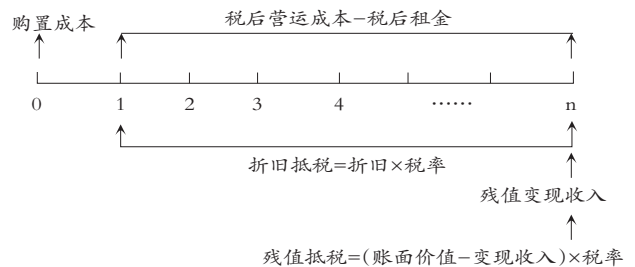 购置成本
税后营运成本-税后租金
0 1 2 3 4 …… n
折旧抵税=折旧×税率
残值变现收入
残值抵税=(账面价值-变现收入)×税率